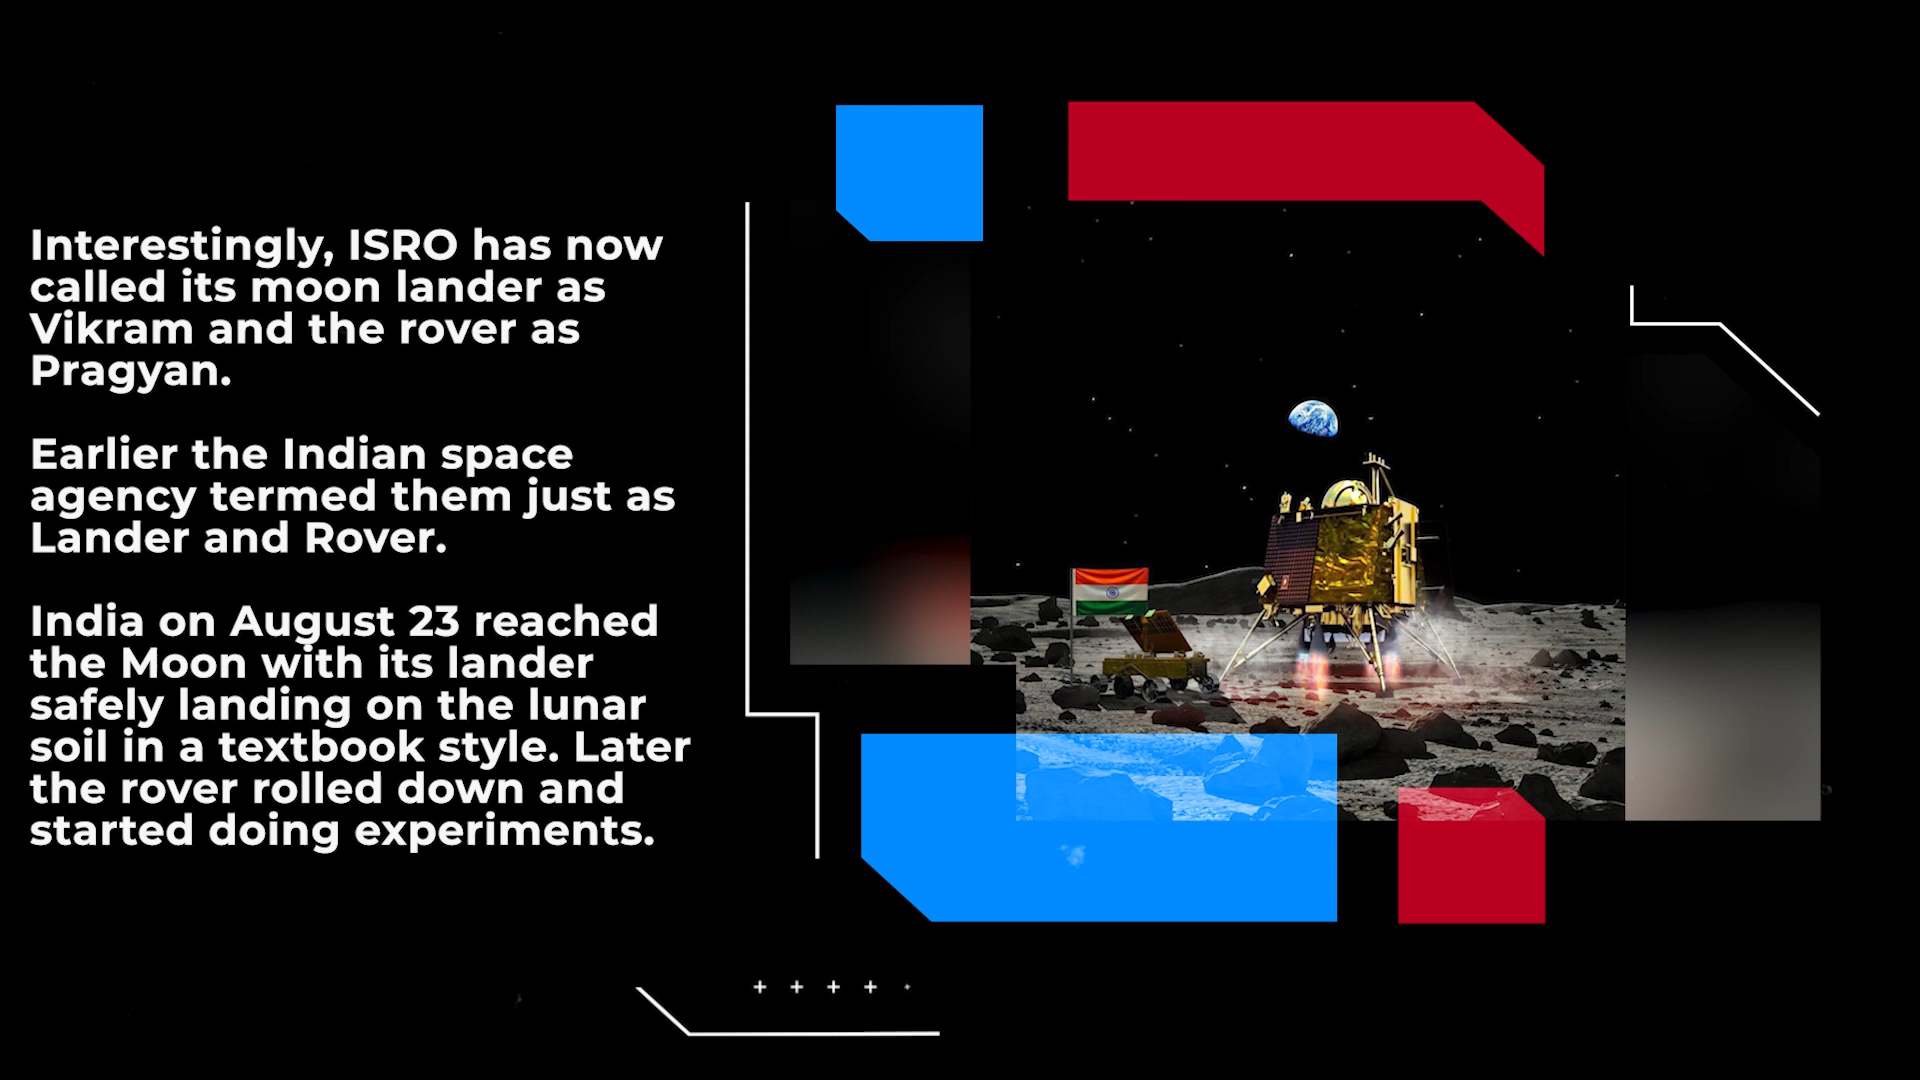 Interestingly, ISRO has now
called its moon lander as
Vikram and the rover as
Pragyan.
Earlier the Indian space
agency termed them just as
Lander and Rover.
India on August 23 reached
the Moon with its lander
safely landing on the lunar
soil in a textbook style. Later
the rover rolled down and
started doing experiments.